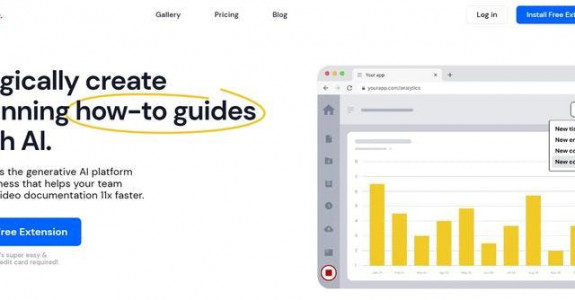 Gallery Pricing Blog Log in Install Free Ext
gically create
nning how-to guides
h AI.
s the generative AI platform
ness that helps your team
ideo documentation 11x faster.
ree Extension
's super easy &
edit card required!
Your app
yourapp.com/analytics
New
New
New
New